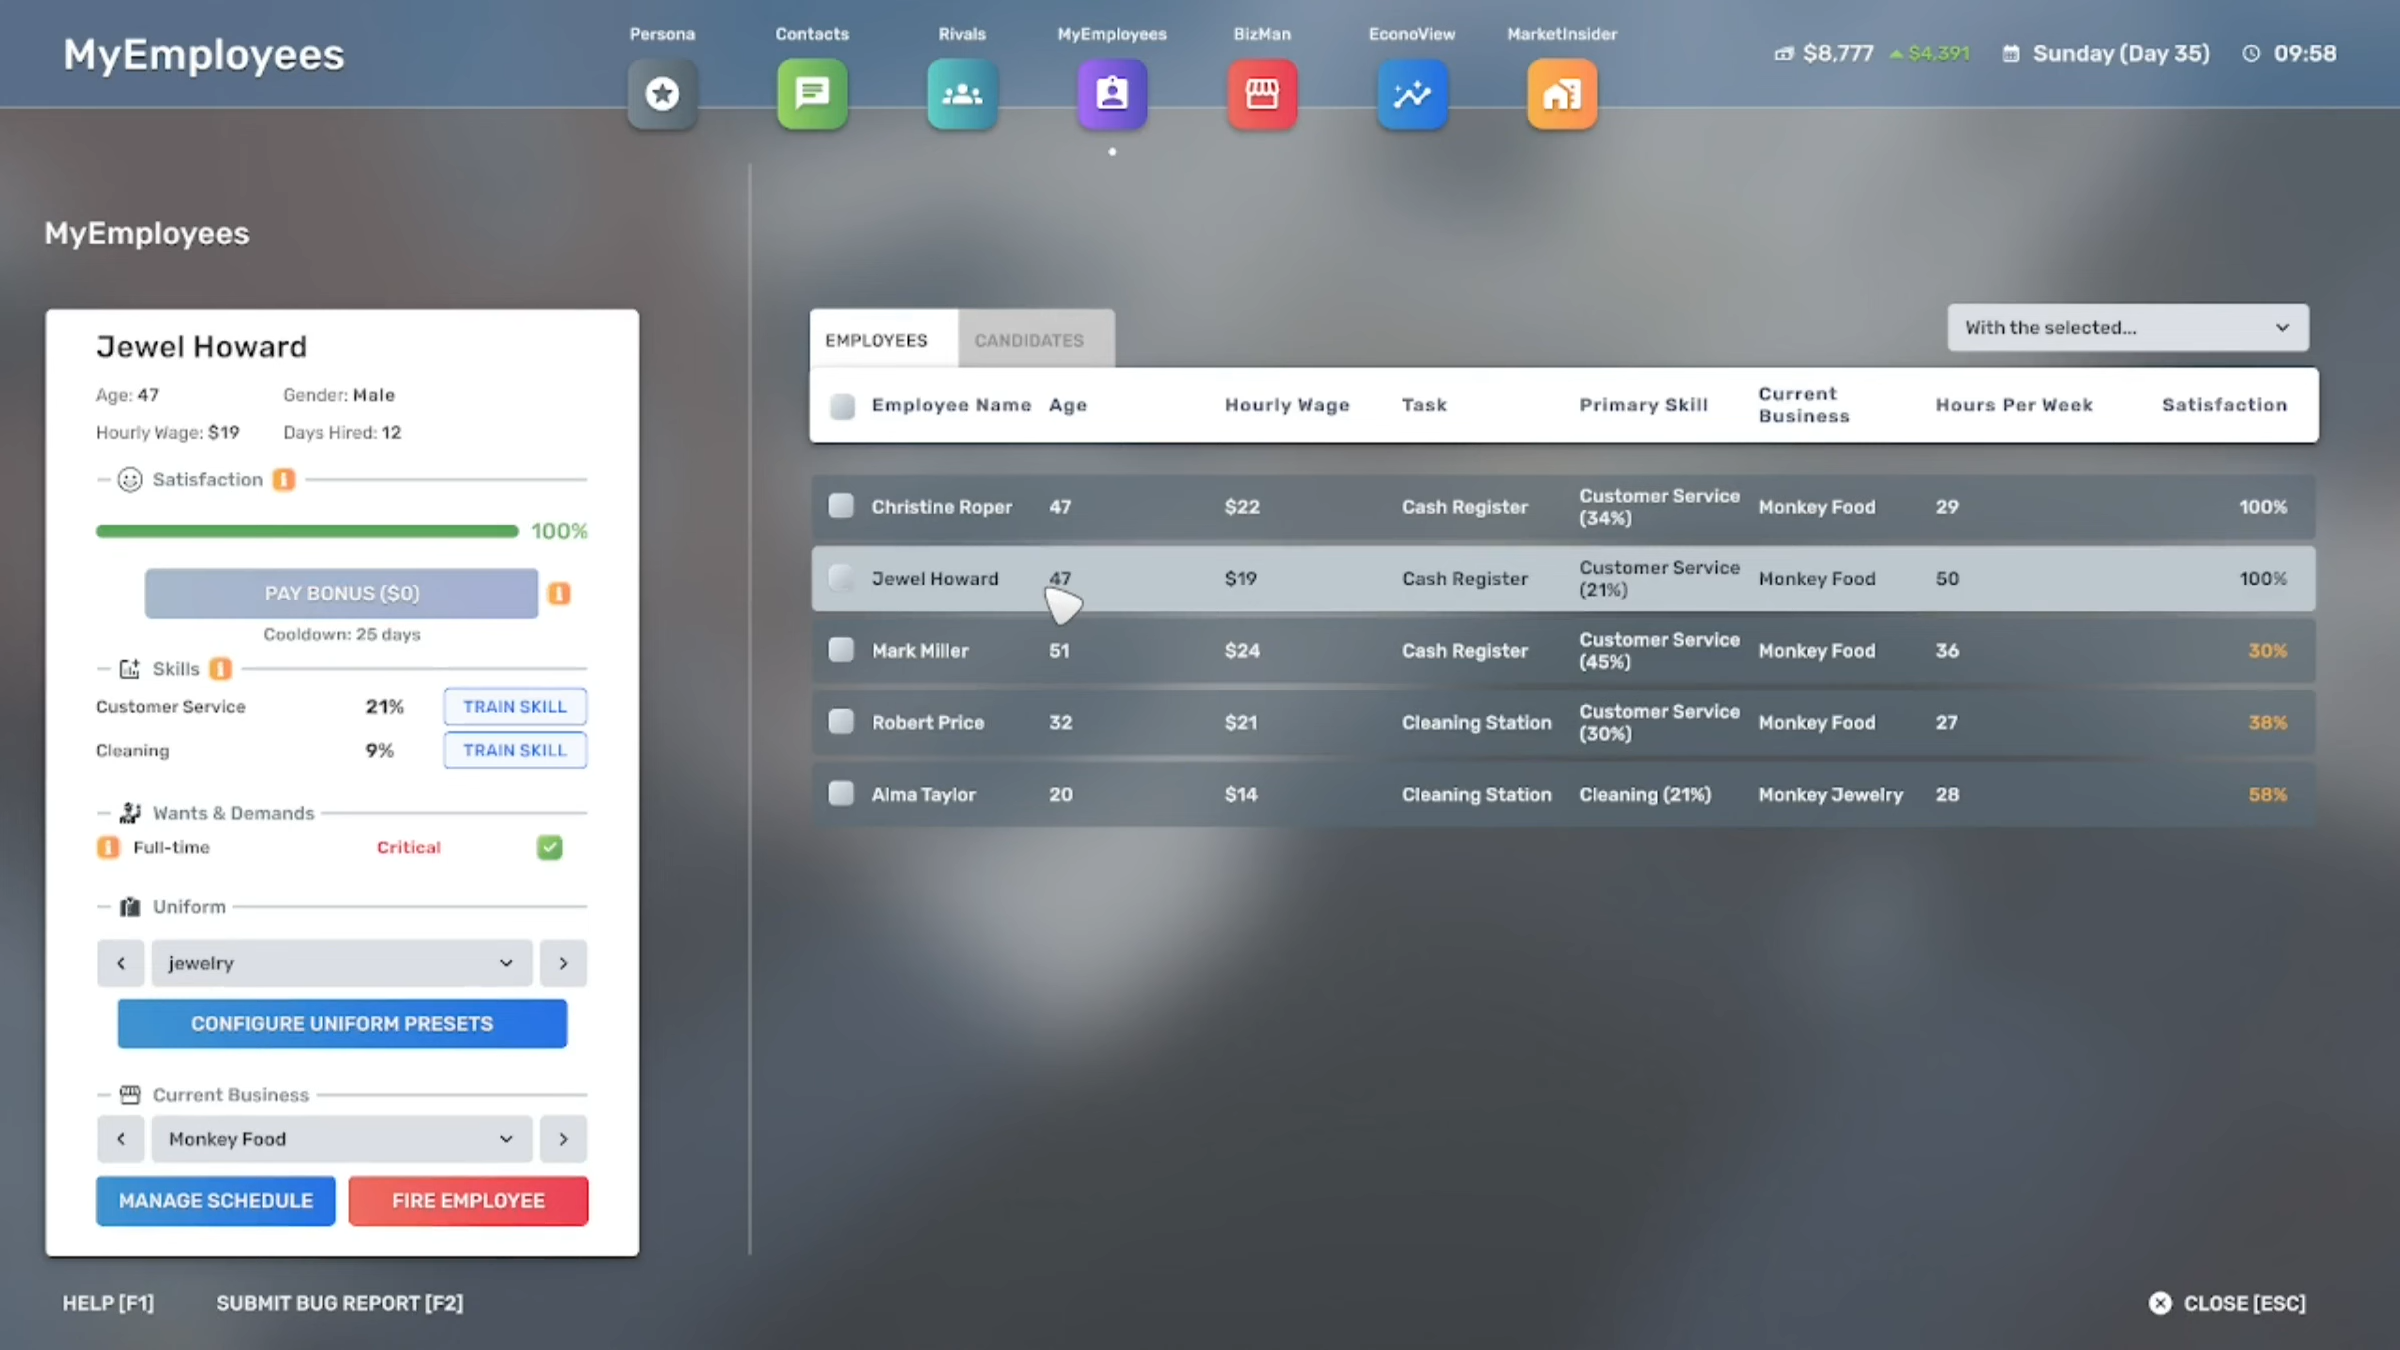 MyEmployees
Persona
Contacts
Rivals
MyEmployees
BizMan
EconoView
MarketInsider
$8,777
$4,391
Sunday (Day 35)
09:58
MyEmployees
Jewel Howard
Age: 47
Gender: Male
Hourly Wage: $19
Days Hired: 12
Satisfaction
100%
PAY BONUS ($0)
Cooldown: 25 days
Skills
Customer Service 21% TRAIN SKILL
Cleaning 9% TRAIN SKILL
Wants & Demands
Full-time Critical
Uniform
jewelry
CONFIGURE UNIFORM PRESETS
Current Business
Monkey Food
MANAGE SCHEDULE
FIRE EMPLOYEE
EMPLOYEES
CANDIDATES
With the selected...
Employee Name Age Hourly Wage Task Primary Skill Current Business Hours Per Week Satisfaction
Christine Roper 47 $22 Cash Register Customer Service (34%) Monkey Food 29 100%
Jewel Howard 47 $19 Cash Register Customer Service (21%) Monkey Food 50 100%
Mark Miller 51 $24 Cash Register Customer Service (45%) Monkey Food 36 30%
Robert Price 32 $21 Cleaning Station Customer Service (30%) Monkey Food 27 38%
Alma Taylor 20 $14 Cleaning Station Cleaning (21%) Monkey Jewelry 28 58%
HELP [F1]
SUBMIT BUG REPORT [F2]
CLOSE [ESC]